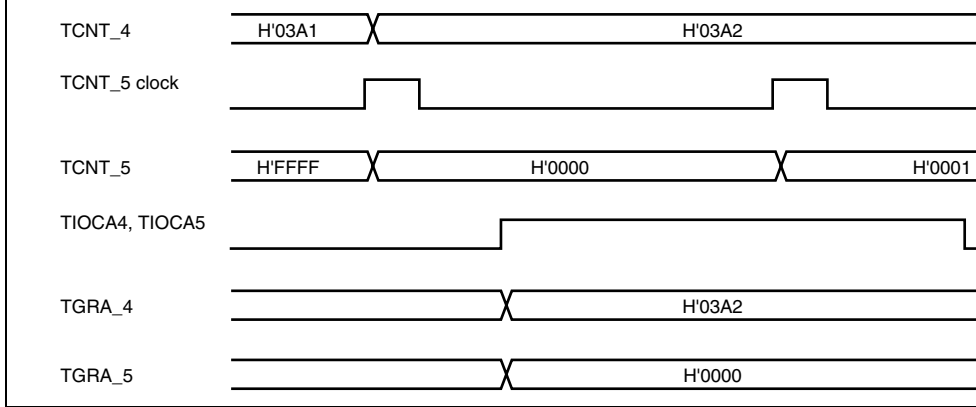 TCNT_4 H'03A1 H'03A2
TCNT_5 clock
TCNT_5 H'FFFF H'0000 H'0001
TIOCA4, TIOCA5
TGRA_4 H'03A2
TGRA_5 H'0000